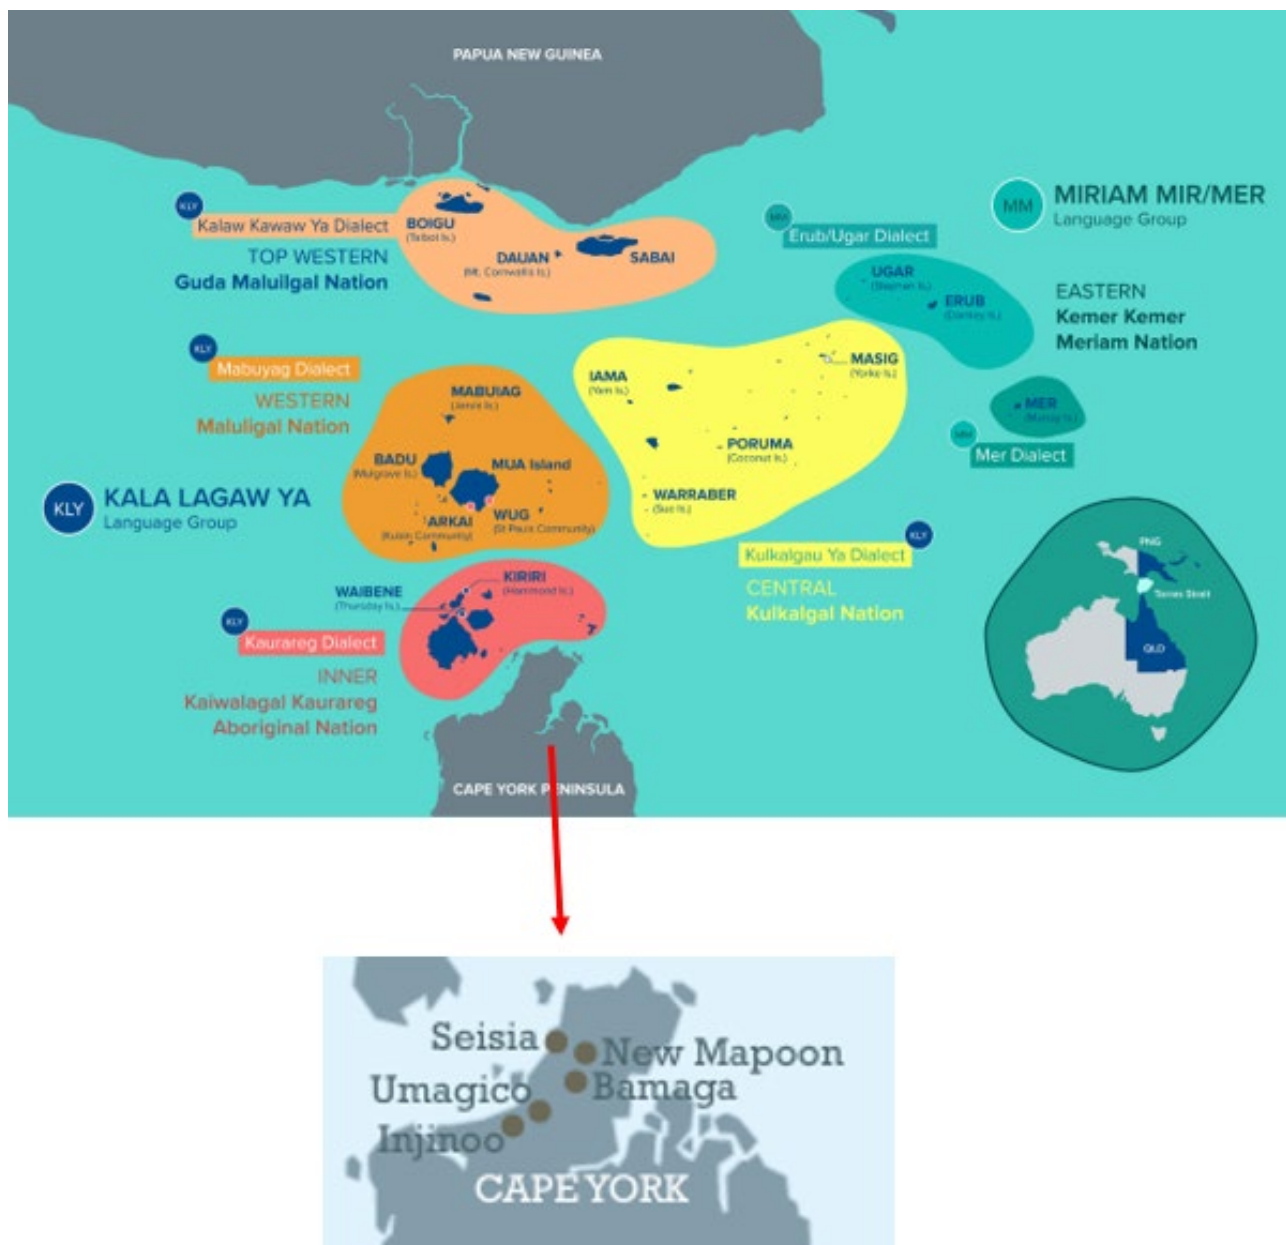 PAPUA NEW GUINEA
KLY
Kalaw Kawaw Ya Dialect
TOP WESTERN
Guda Maluilgal Nation
BOIGU
(Talbot Is.)
DAUAN
(Mt. Cornwallis Is.)
SABAI
MM
Erub/Ugar Dialect
UGAR
(Stephen Is.)
ERUB
(Darnley Is.)
MM
MIRIAM MIR/MER
Language Group
EASTERN
Kemer Kemer
Meriam Nation
KLY
Mabuyag Dialect
WESTERN
Maluligal Nation
MABUIAG
(Jervis Is.)
BADU
(Mulgrave Is.)
MUA Island
ARKAI
(Kubin Community)
WUG
(St Pauls Community)
IAMA
(Yam Is.)
MASIG
(Yorke Is.)
PORUMA
(Coconut Is.)
WARRABER
(Sue Is.)
MER
(Murray Is.)
MM
Mer Dialect
KLY
KALA LAGAW YA
Language Group
KLY
Kulkalgau Ya Dialect
CENTRAL
Kulkalgal Nation
WAIBENE
(Thursday Is.)
KIRIRI
(Hammond Is.)
KLY
Kaurareg Dialect
INNER
Kaiwalagal Kaurareg
Aboriginal Nation
PNG
Torres Strait
QLD
CAPE YORK PENINSULA
Seisia
New Mapoon
Umagico
Bamaga
Injinoo
CAPE YORK